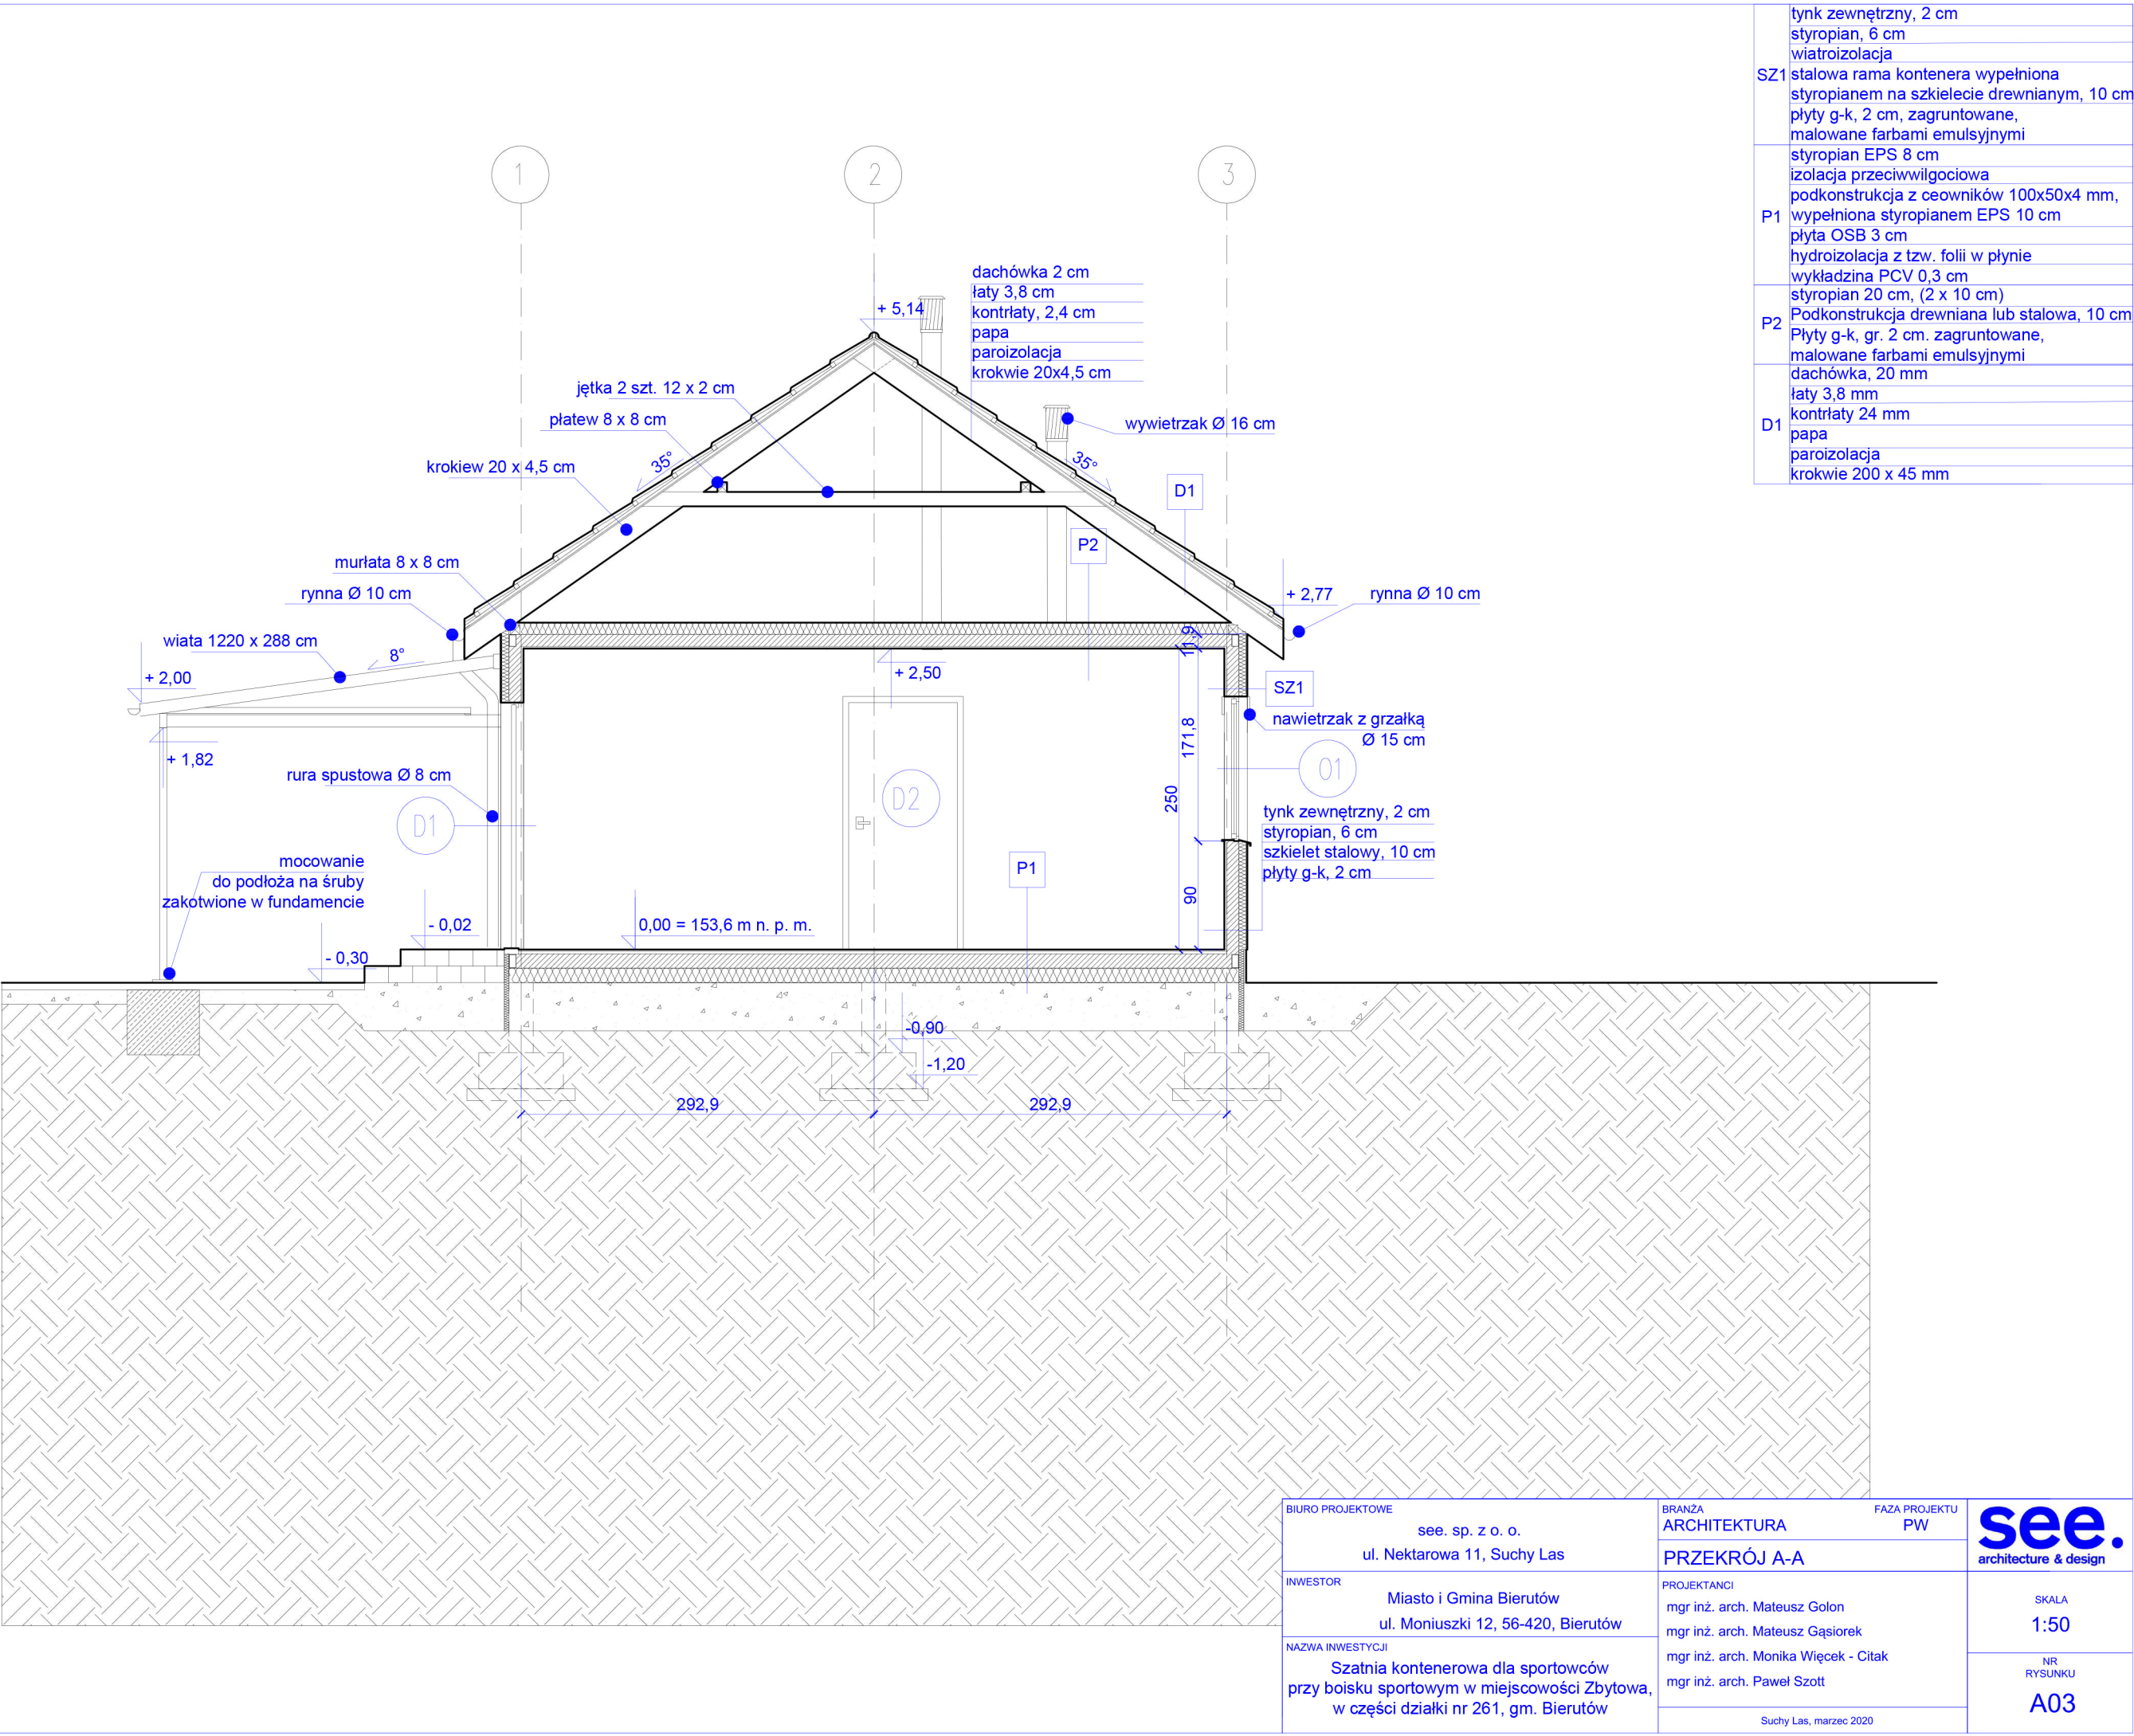 tynk zewnętrzny, 2 cm
styropian, 6 cm
wiatroizolacja
SZ1
stalowa rama kontenera wypełniona
styropianem na szkielecie drewnianym, 10 cm
płyty g-k, 2 cm, zagruntowane,
malowane farbami emulsyjnymi
styropian EPS 8 cm
izolacja przeciwwilgociowa
podkonstrukcja z ceowników 100x50x4 mm,
P1
wypełniona styropianem EPS 10 cm
płyta OSB 3 cm
hydroizolacja z tzw. folii w płynie
wykładzina PCV 0,3 cm
styropian 20 cm, (2 x 10 cm)
Podkonstrukcja drewniana lub stalowa, 10 cm
P2
Płyty g-k, gr. 2 cm. zagruntowane,
malowane farbami emulsyjnymi
dachówka, 20 mm
łaty 3,8 mm
kontrłaty 24 mm
D1
papa
paroizolacja
krokwie 200 x 45 mm
1
2
3
dachówka 2 cm
łaty 3,8 cm
kontrłaty, 2,4 cm
papa
paroizolacja
krokwie 20x4,5 cm
+ 5,14
jętka 2 szt. 12 x 2 cm
płatew 8 x 8 cm
wywietrzak Ø 16 cm
krokiew 20 x 4,5 cm
35°
35°
D1
P2
murłata 8 x 8 cm
rynna Ø 10 cm
+ 2,77
rynna Ø 10 cm
wiata 1220 x 288 cm
8°
11,9
+ 2,00
+ 2,50
SZ1
nawietrzak z grzałką
Ø 15 cm
171,8
+ 1,82
rura spustowa Ø 8 cm
O1
D2
D1
250
tynk zewnętrzny, 2 cm
styropian, 6 cm
szkielet stalowy, 10 cm
płyty g-k, 2 cm
mocowanie
do podłoża na śruby
zakotwione w fundamencie
P1
90
- 0,02
0,00 = 153,6 m n. p. m.
- 0,30
-0,90
-1,20
292,9
292,9
BIURO PROJEKTOWE
see. sp. z o. o.
ul. Nektarowa 11, Suchy Las
INWESTOR
Miasto i Gmina Bierutów
ul. Moniuszki 12, 56-420, Bierutów
NAZWA INWESTYCJI
Szatnia kontenerowa dla sportowców
przy boisku sportowym w miejscowości Zbytowa,
w części działki nr 261, gm. Bierutów
BRANŻA
ARCHITEKTURA
FAZA PROJEKTU
PW
PRZEKRÓJ A-A
PROJEKTANCI
mgr inż. arch. Mateusz Golon
mgr inż. arch. Mateusz Gąsiorek
mgr inż. arch. Monika Więcek - Citak
mgr inż. arch. Paweł Szott
Suchy Las, marzec 2020
see.
architecture & design
SKALA
1:50
NR
RYSUNKU
A03